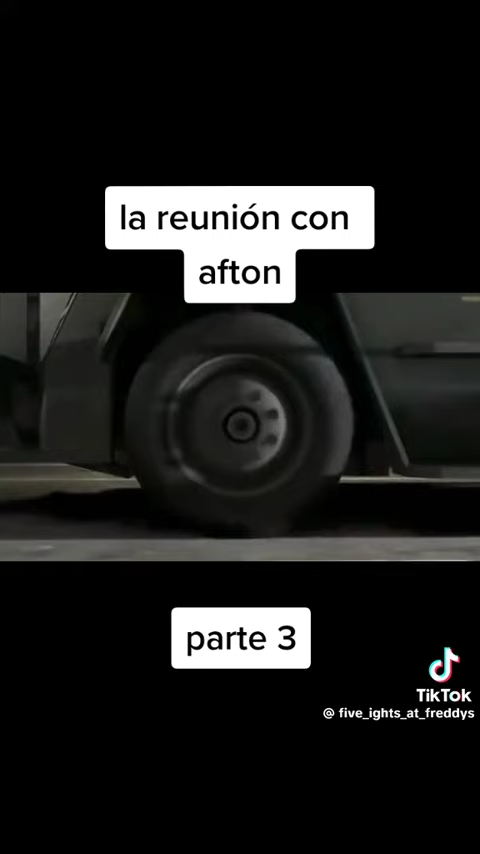 la reunión con
afton
parte 3
TikTok
@ five_ights_at_freddys